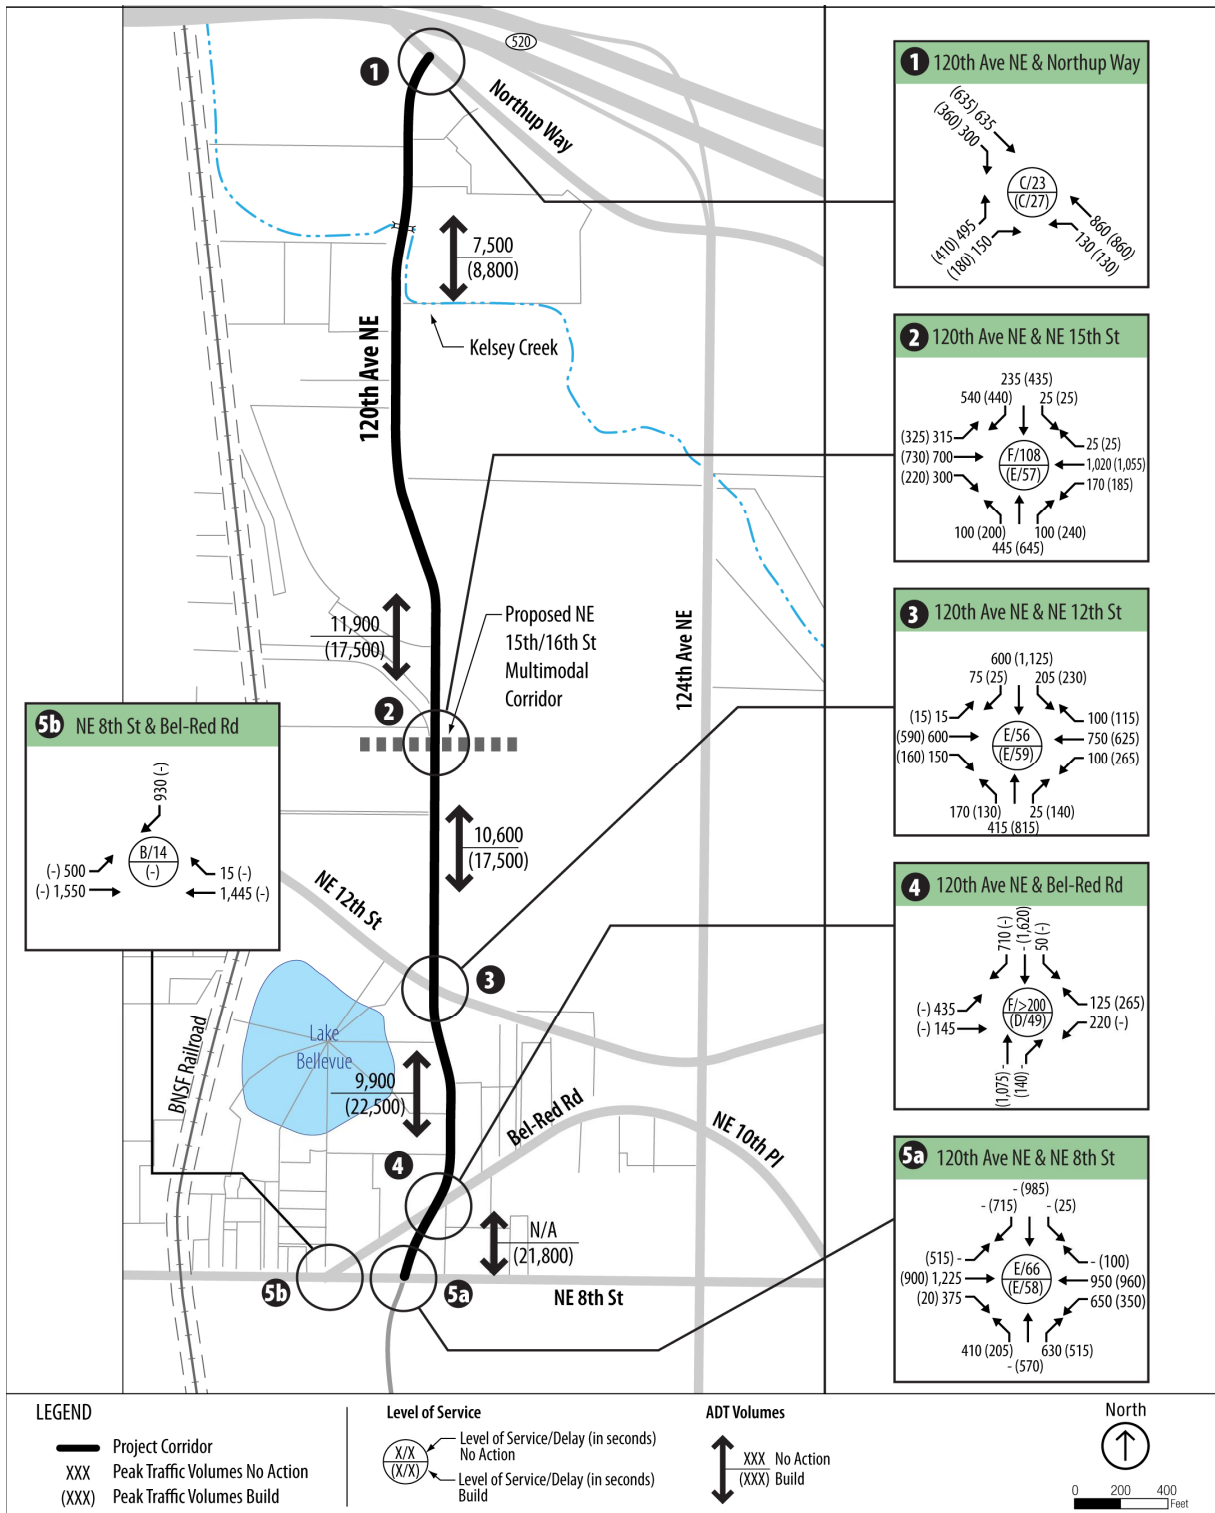 520
1
Northup Way
7,500
(8,800)
Kelsey Creek
120th Ave NE
11,900
(17,500)
Proposed NE
15th/16th St
Multimodal
Corridor
124th Ave NE
2
10,600
(17,500)
NE 12th St
3
Lake
Bellevue
BNSF Railroad
9,900
(22,500)
Bel-Red Rd
NE 10th Pl
4
N/A
(21,800)
5b
5a
NE 8th St
1 120th Ave NE & Northup Way
(635) 635
(360) 300
C/23
(C/27)
(410) 495
(180) 150
860 (860)
130 (130)
2 120th Ave NE & NE 15th St
235 (435)
540 (440) 25 (25)
(325) 315
(730) 700
(220) 300
F/108
(E/57)
25 (25)
1,020 (1,055)
170 (185)
100 (200) 100 (240)
445 (645)
3 120th Ave NE & NE 12th St
600 (1,125)
75 (25) 205 (230)
(15) 15
(590) 600
(160) 150
E/56
(E/59)
100 (115)
750 (625)
100 (265)
170 (130) 25 (140)
415 (815)
4 120th Ave NE & Bel-Red Rd
710 (-)
- (1,620)
50 (-)
(-) 435
(-) 145
F/>200
(D/49)
125 (265)
220 (-)
(1,075) -
(140) -
5a 120th Ave NE & NE 8th St
- (985)
- (715) - (25)
(515) -
(900) 1,225
(20) 375
E/66
(E/58)
- (100)
950 (960)
650 (350)
410 (205) 630 (515)
- (570)
5b NE 8th St & Bel-Red Rd
930 (-)
(-) 500
(-) 1,550
B/14
(-)
15 (-)
1,445 (-)
LEGEND
Project Corridor
XXX Peak Traffic Volumes No Action
(XXX) Peak Traffic Volumes Build
Level of Service
X/X
(X/X)
Level of Service/Delay (in seconds)
No Action
Level of Service/Delay (in seconds)
Build
ADT Volumes
XXX No Action
(XXX) Build
North
0 200 400
Feet